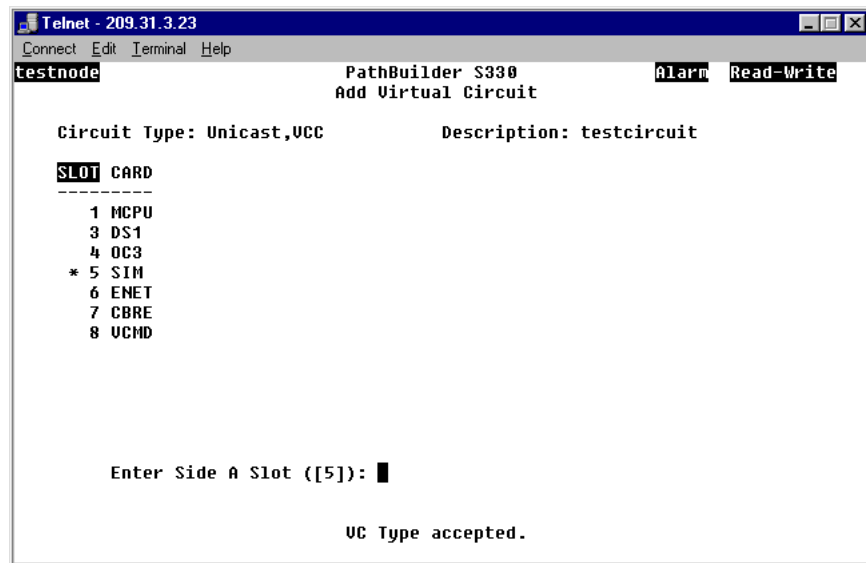 Telnet - 209.31.3.23
Connect Edit Terminal Help
testnode PathBuilder S330 Alarm Read-Write
Add Virtual Circuit
Circuit Type: Unicast,VCC Description: testcircuit
SLOT CARD
---------
1 MCPU
3 DS1
4 OC3
* 5 SIM
6 ENET
7 CBRE
8 VCMD
Enter Side A Slot ([5]):
VC Type accepted.